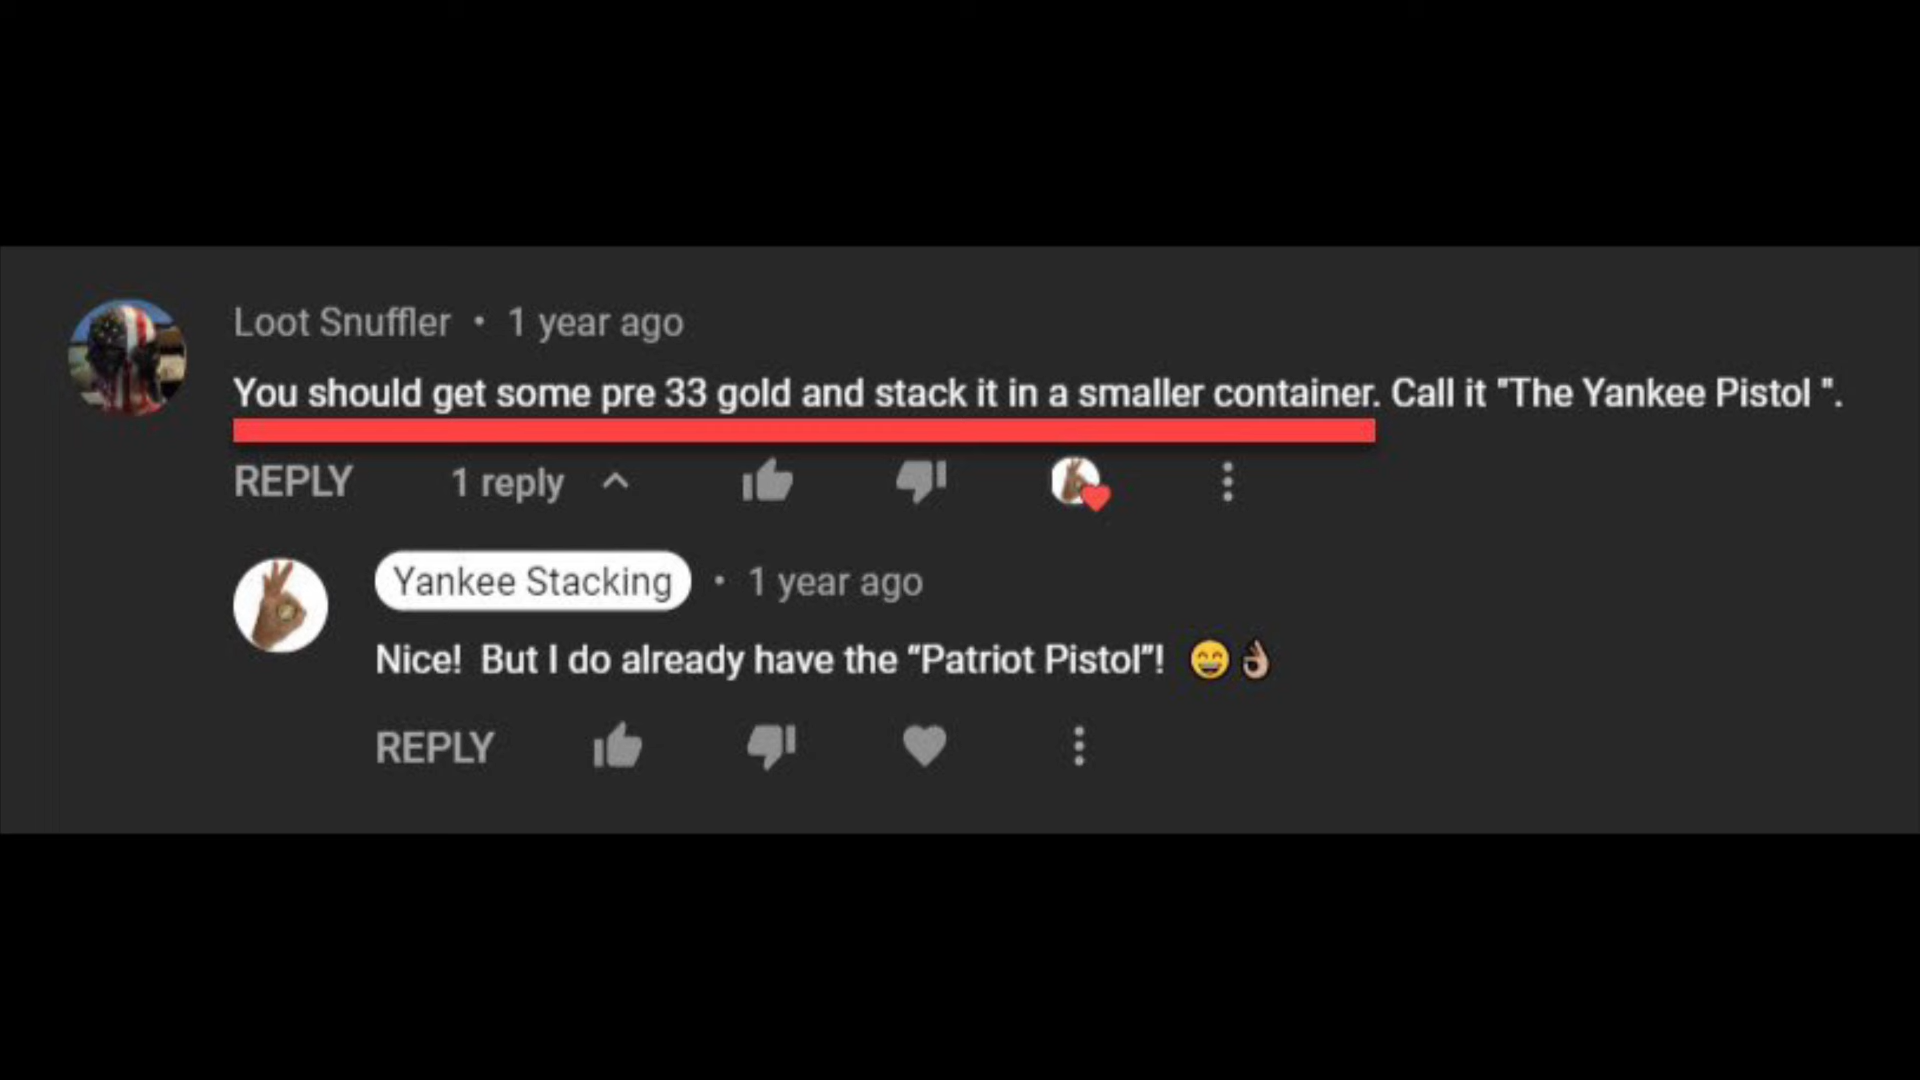 Loot Snuffler • 1 year ago
You should get some pre 33 gold and stack it in a smaller container. Call it "The Yankee Pistol ".
REPLY 1 reply
Yankee Stacking • 1 year ago
Nice!  But I do already have the “Patriot Pistol”! 😄👌🏽
REPLY